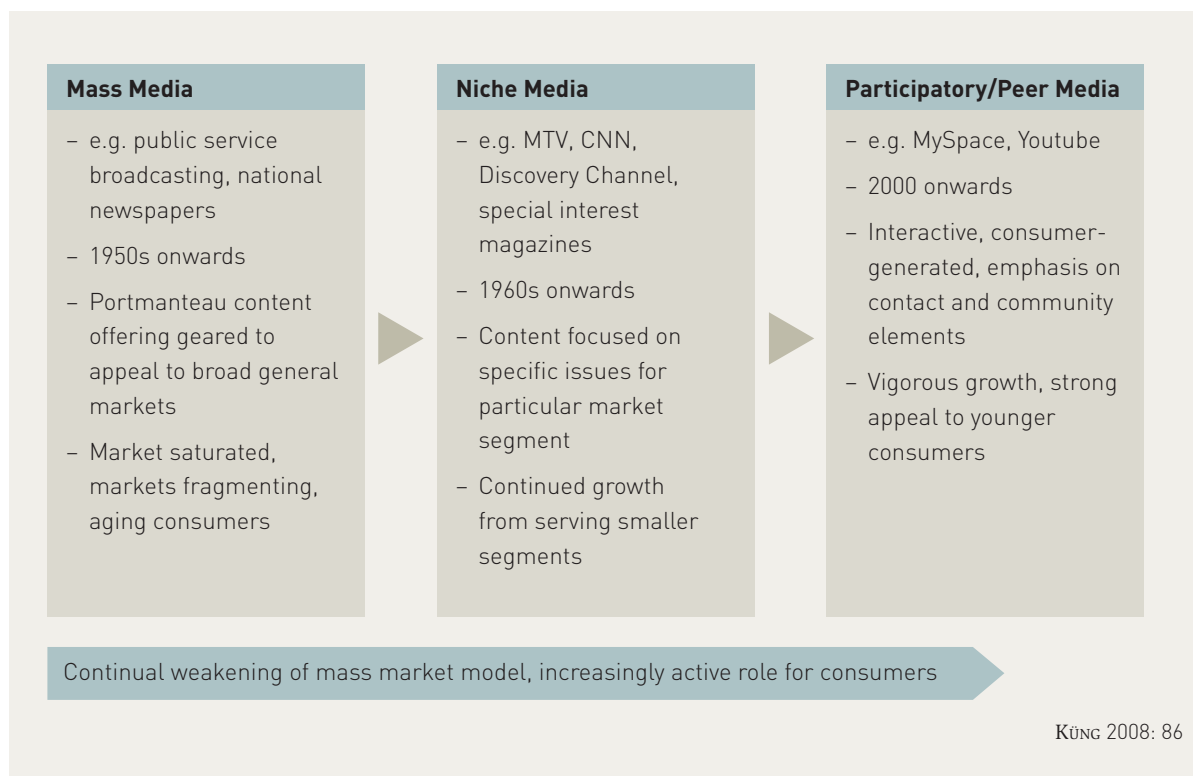 Mass Media
– e.g. public service
broadcasting, national
newspapers
– 1950s onwards
– Portmanteau content
offering geared to
appeal to broad general
markets
– Market saturated,
markets fragmenting,
aging consumers
Niche Media
– e.g. MTV, CNN,
Discovery Channel,
special interest
magazines
– 1960s onwards
– Content focused on
specific issues for
particular market
segment
– Continued growth
from serving smaller
segments
Participatory/Peer Media
– e.g. MySpace, Youtube
– 2000 onwards
– Interactive, consumer-
generated, emphasis on
contact and community
elements
– Vigorous growth, strong
appeal to younger
consumers
Continual weakening of mass market model, increasingly active role for consumers
Küng 2008: 86